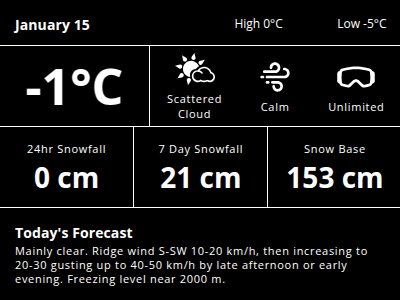 January 15 High 0°C Low -5°C
-1°C
Scattered
Cloud
Calm
Unlimited
24hr Snowfall
0 cm
7 Day Snowfall
21 cm
Snow Base
153 cm
Today's Forecast
Mainly clear. Ridge wind S-SW 10-20 km/h, then increasing to
20-30 gusting up to 40-50 km/h by late afternoon or early
evening. Freezing level near 2000 m.